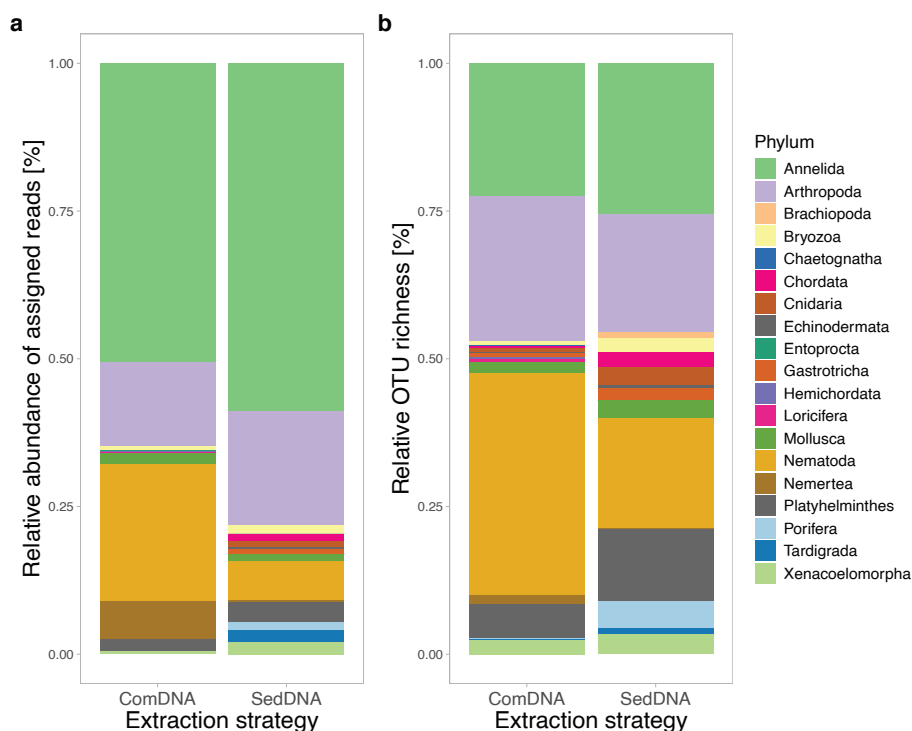 a
Relative abundance of assigned reads [%]
1.00
0.75
0.50
0.25
0.00
ComDNA SedDNA
Extraction strategy
b
Relative OTU richness [%]
1.00
0.75
0.50
0.25
0.00
ComDNA SedDNA
Extraction strategy
Phylum
Annelida
Arthropoda
Brachiopoda
Bryozoa
Chaetognatha
Chordata
Cnidaria
Echinodermata
Entoprocta
Gastrotricha
Hemichordata
Loricifera
Mollusca
Nematoda
Nemertea
Platyhelminthes
Porifera
Tardigrada
Xenacoelomorpha